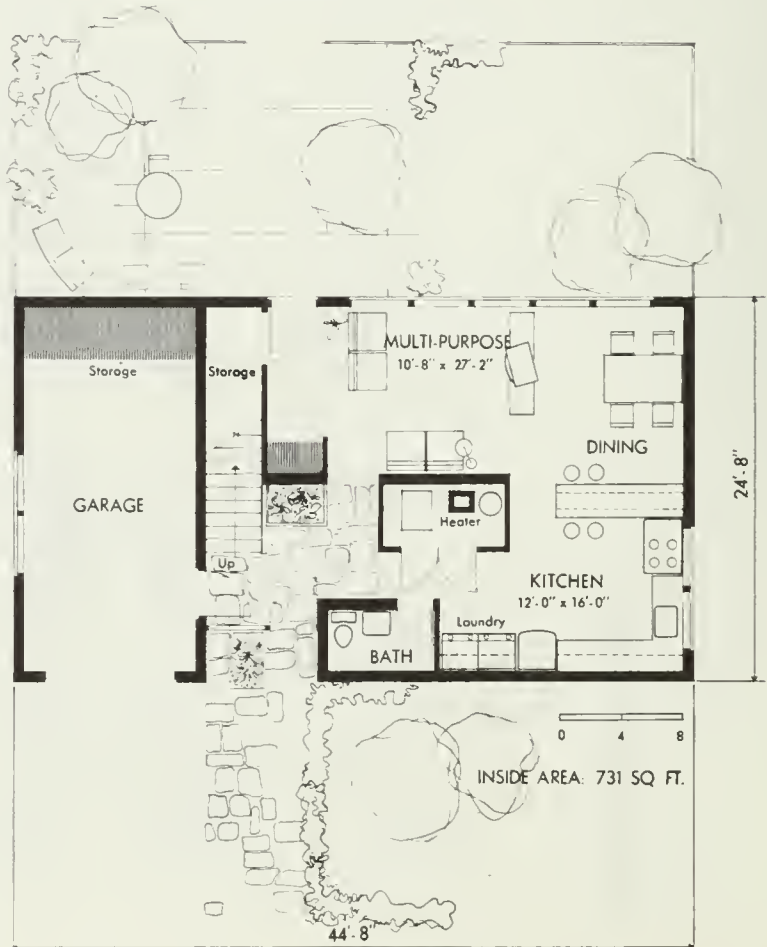 MULTI-PURPOSE
10'-8" x 27'-2"
Storage
Storage
DINING
24'-8"
GARAGE
Heater
Up
KITCHEN
12'-0" x 16'-0"
Laundry
BATH
0 4 8
INSIDE AREA: 731 SQ FT.
44'-8"